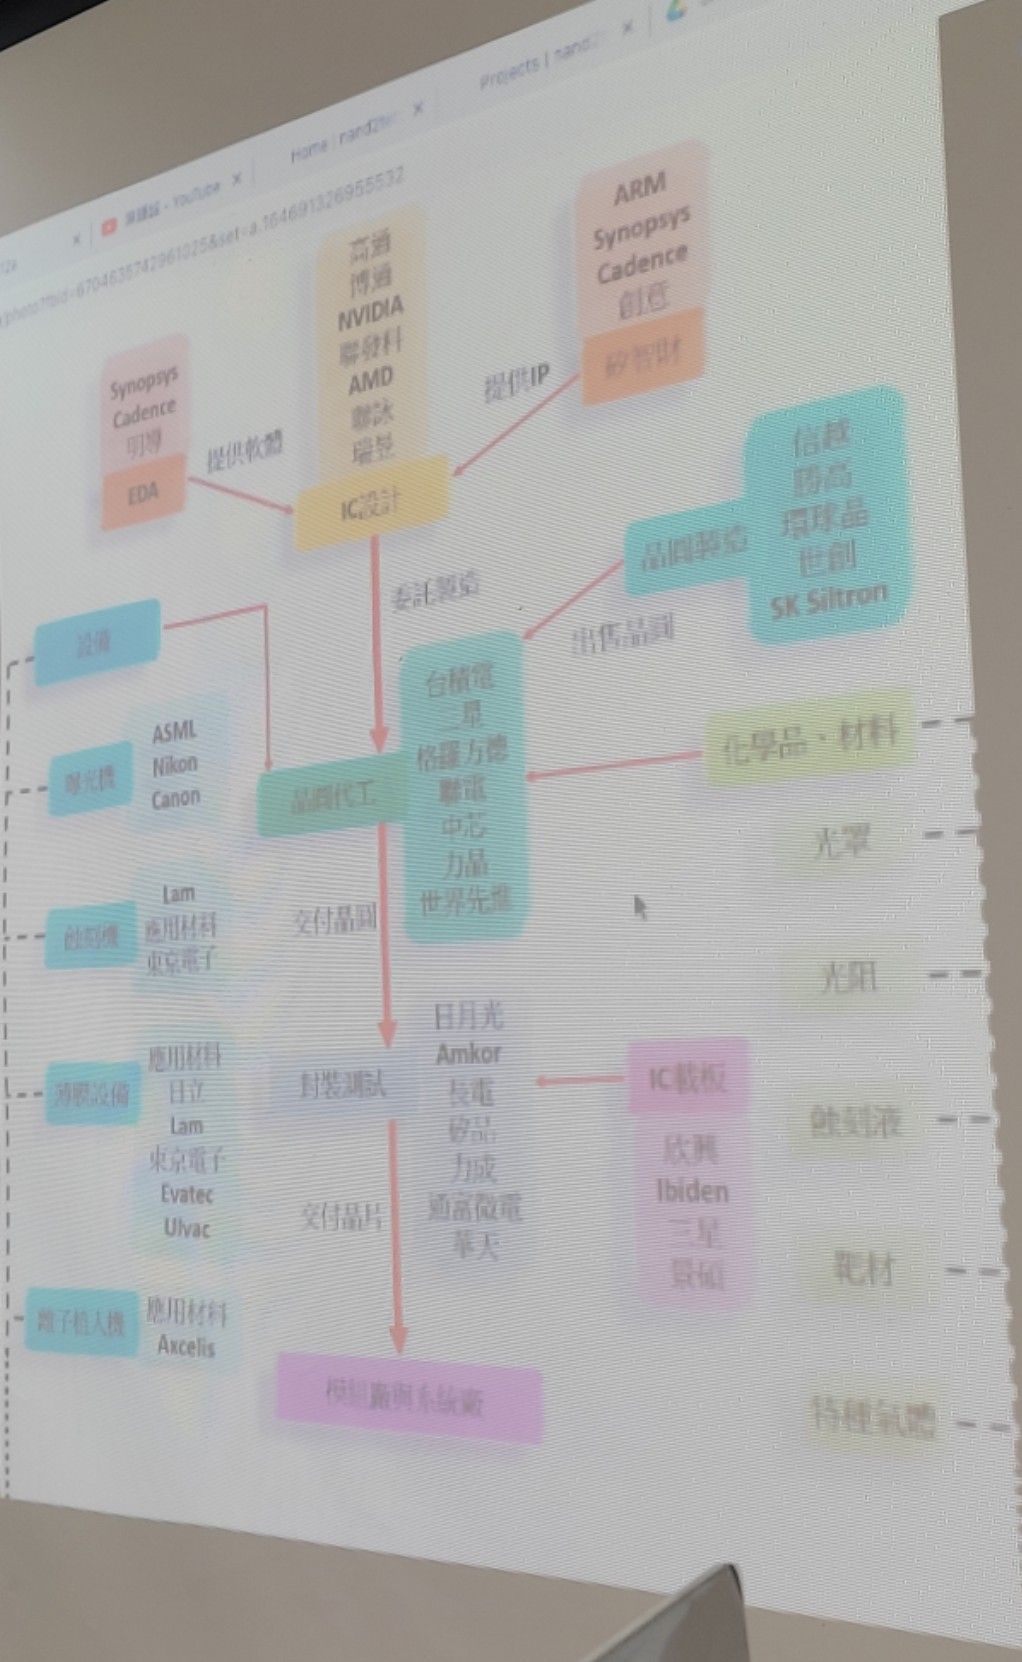 YouTube
Home | nand2
Projects | nand2
photo?fbid=6704635742961025&set=a.164691326955532
ARM
Synopsys
Cadence
創意
矽智財
高通
博通
NVIDIA
聯發科
AMD
聯詠
瑞昱
IC設計
Synopsys
Cadence
明導
EDA
提供軟體
提供IP
信越
勝高
環球晶
世創
SK Siltron
晶圓製造
出售晶圓
委託製造
設備
台積電
三星
格羅方德
聯電
中芯
力晶
世界先進
晶圓代工
化學品、材料
光罩
光阻
蝕刻液
靶材
特種氣體
曝光機
ASML
Nikon
Canon
蝕刻機
Lam
應用材料
東京電子
薄膜設備
應用材料
日立
Lam
東京電子
Evatec
Ulvac
離子植入機
應用材料
Axcelis
交付晶圓
封裝測試
日月光
Amkor
長電
矽品
力成
通富微電
華天
IC載板
欣興
Ibiden
三星
景碩
交付晶片
模組廠與系統廠